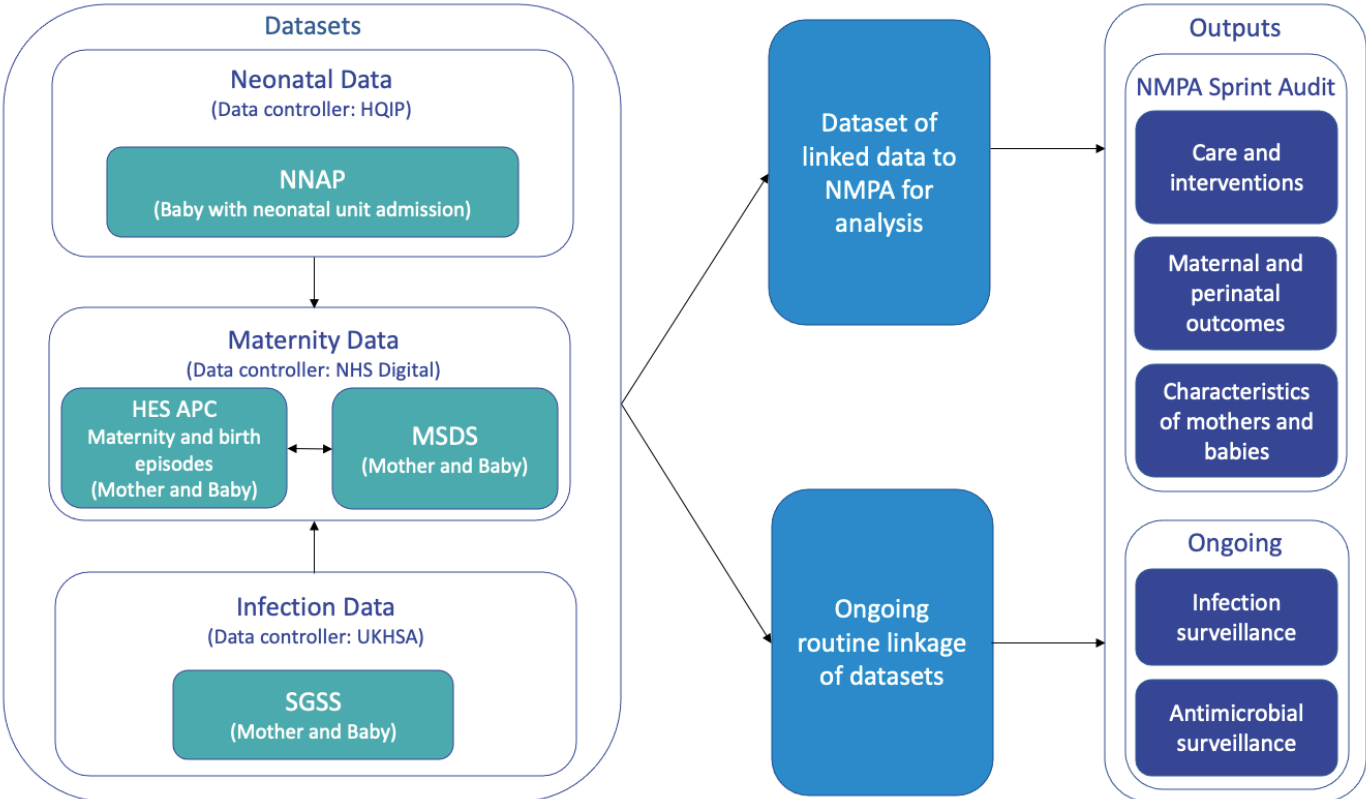 Datasets
Neonatal Data
(Data controller: HQIP)
NNAP
(Baby with neonatal unit admission)
Maternity Data
(Data controller: NHS Digital)
HES APC
Maternity and birth
episodes
(Mother and Baby)
MSDS
(Mother and Baby)
Infection Data
(Data controller: UKHSA)
SGSS
(Mother and Baby)
Dataset of
linked data to
NMPA for
analysis
Ongoing
routine linkage
of datasets
Outputs
NMPA Sprint Audit
Care and
interventions
Maternal and
perinatal
outcomes
Characteristics
of mothers and
babies
Ongoing
Infection
surveillance
Antimicrobial
surveillance